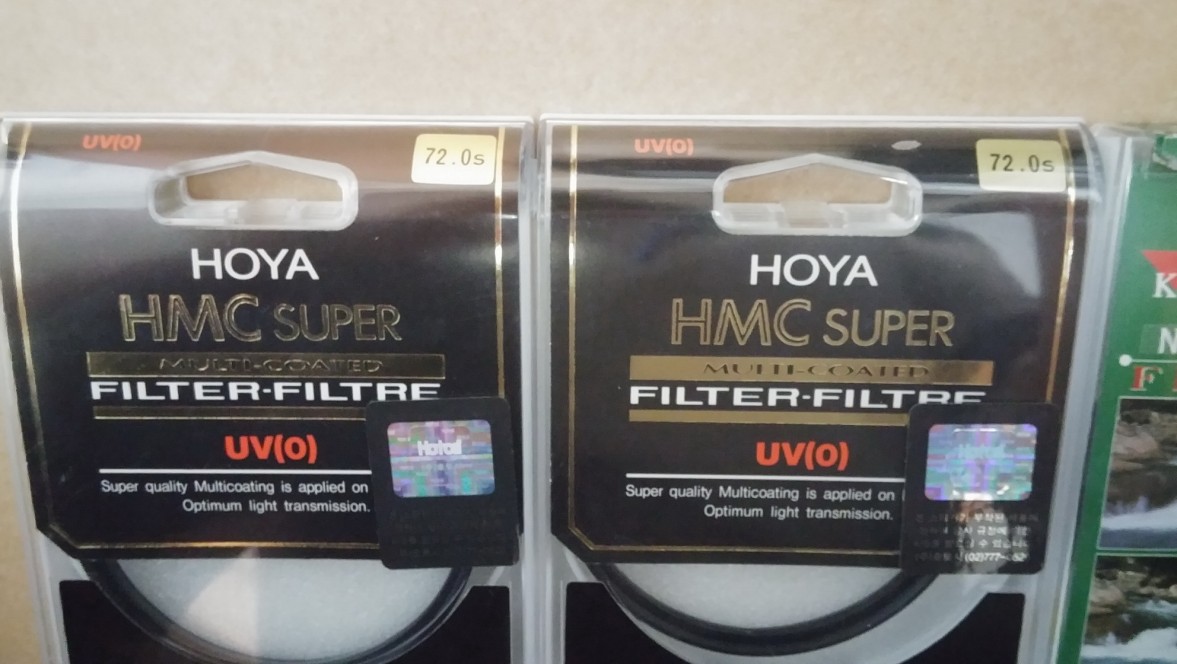 UV(0)
72.0s
HOYA
HMC SUPER
MULTI-COATED
FILTER-FILTRE
UV(0)
Super quality Multicoating is applied on
Optimum light transmission.
UV(0)
72.0s
HOYA
HMC SUPER
MULTI-COATED
FILTER-FILTRE
UV(0)
Super quality Multicoating is applied on
Optimum light transmission.
K
N
F